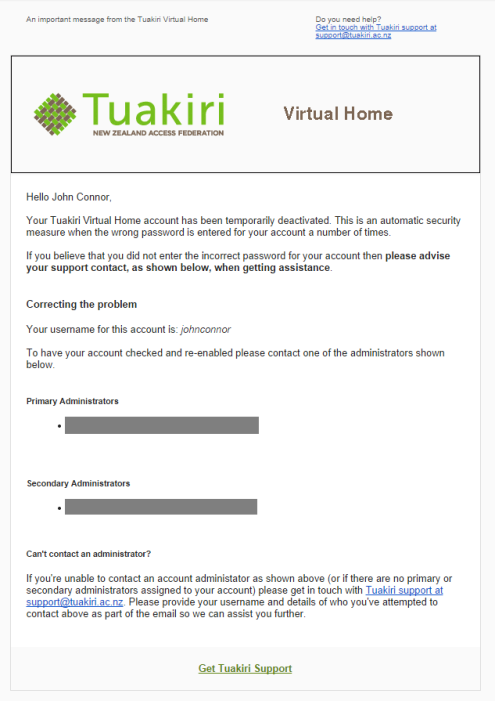 An important message from the Tuakiri Virtual Home
Do you need help?
Get in touch with Tuakiri support at
support@tuakiri.ac.nz
Tuakiri
NEW ZEALAND ACCESS FEDERATION
Virtual Home
Hello John Connor,
Your Tuakiri Virtual Home account has been temporarily deactivated. This is an automatic security
measure when the wrong password is entered for your account a number of times.
If you believe that you did not enter the incorrect password for your account then please advise
your support contact, as shown below, when getting assistance.
Correcting the problem
Your username for this account is: johnconnor
To have your account checked and re-enabled please contact one of the administrators shown
below.
Primary Administrators
Secondary Administrators
Can't contact an administrator?
If you're unable to contact an account administator as shown above (or if there are no primary or
secondary administrators assigned to your account) please get in touch with Tuakiri support at
support@tuakiri.ac.nz. Please provide your username and details of who you've attempted to
contact above as part of the email so we can assist you further.
Get Tuakiri Support